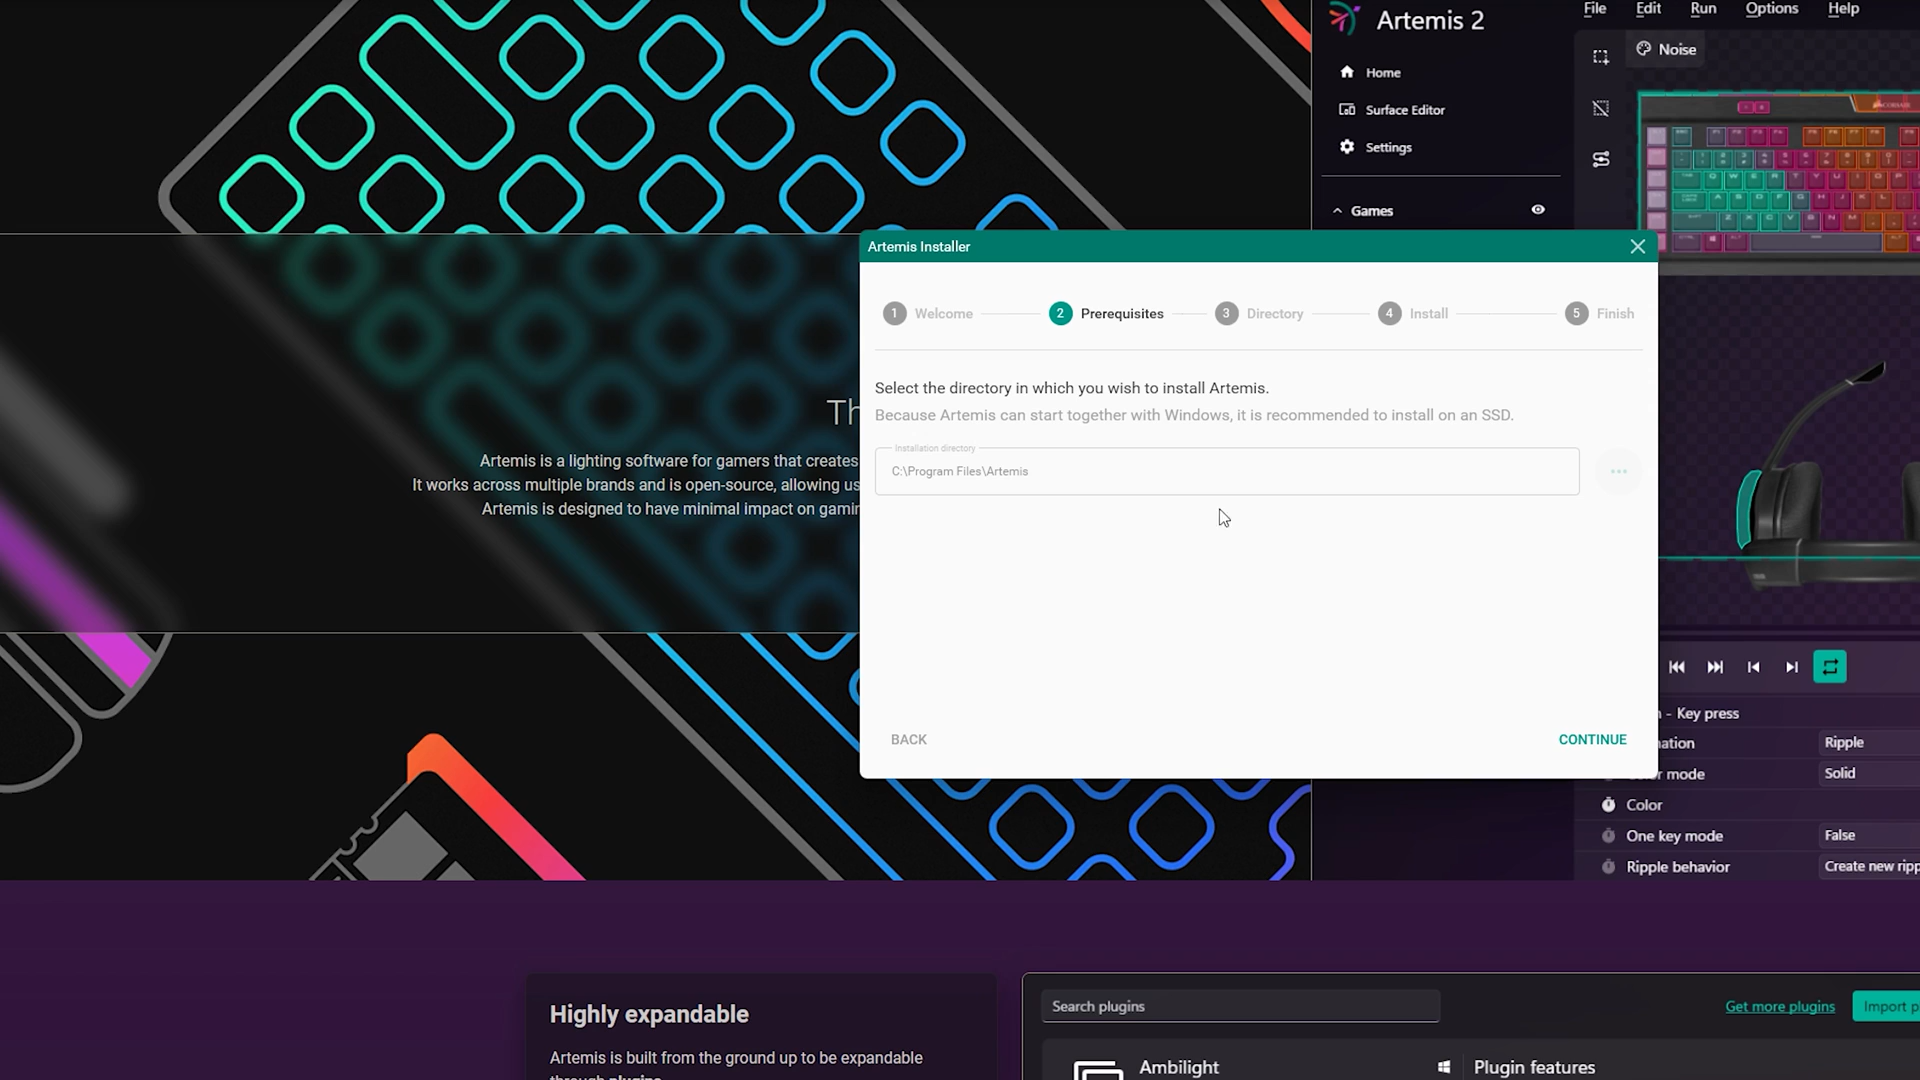 Artemis 2
Home
Surface Editor
Settings
Games
File Edit Run Options Help
Noise
Artemis Installer
1 Welcome
2 Prerequisites
3 Directory
4 Install
5 Finish
Select the directory in which you wish to install Artemis.
Because Artemis can start together with Windows, it is recommended to install on an SSD.
Installation directory
C:\Program Files\Artemis
BACK
CONTINUE
Th
Artemis is a lighting software for gamers that creates
It works across multiple brands and is open-source, allowing us
Artemis is designed to have minimal impact on gamin
- Key press
Ripple
mode
Solid
Color
One key mode
False
Ripple behavior
Create new ripp
Highly expandable
Artemis is built from the ground up to be expandable
through plugins
Search plugins
Get more plugins
Import p
Ambilight
Plugin features